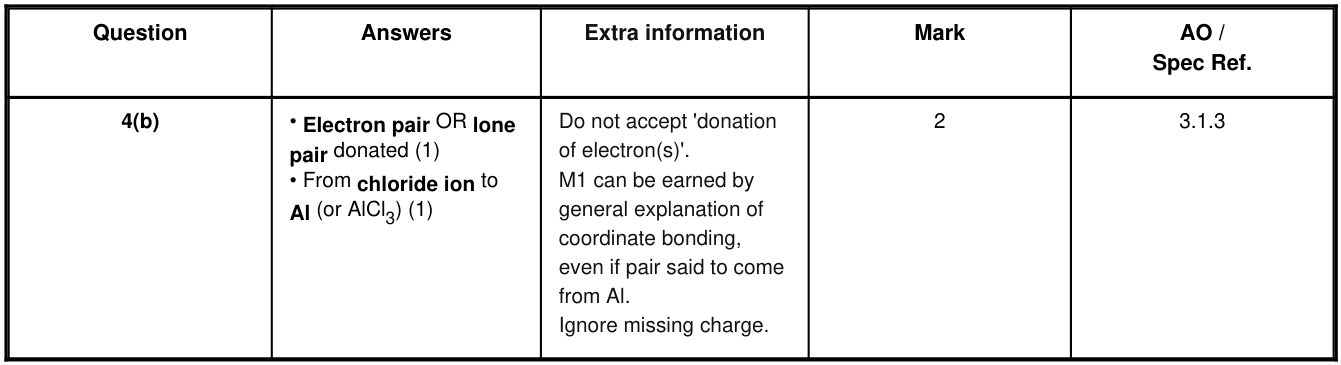 Question
Answers
Extra information
Mark
AO /
Spec Ref.
4(b)
• Electron pair OR lone
pair donated (1)
• From chloride ion to
Al (or AlCl3) (1)
Do not accept 'donation
of electron(s)'.
M1 can be earned by
general explanation of
coordinate bonding,
even if pair said to come
from Al.
Ignore missing charge.
2
3.1.3